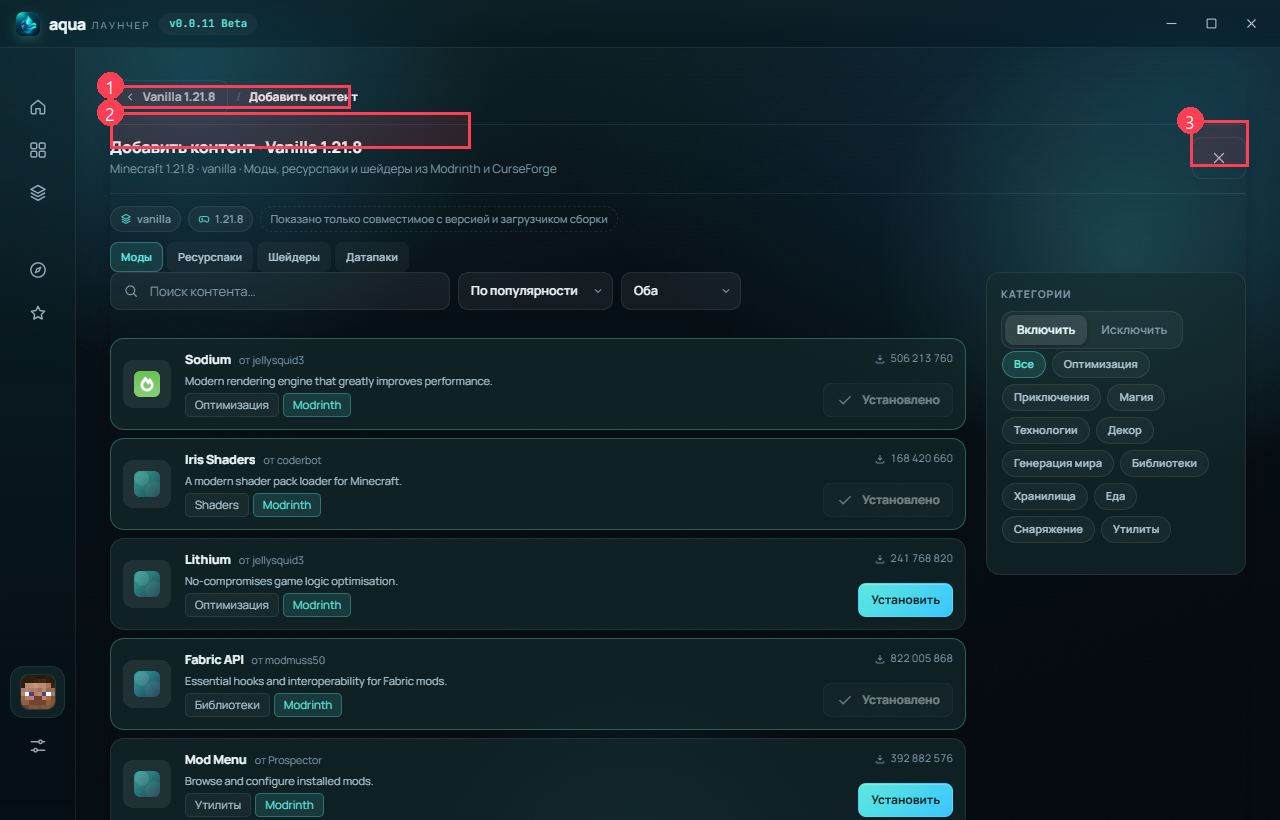 aqua ЛАУНЧЕР v0.0.11 Beta
1
Vanilla 1.21.8 / Добавить контент
2
3
Добавить контент · Vanilla 1.21.8
Minecraft 1.21.8 · vanilla · Моды, ресурспаки и шейдеры из Modrinth и CurseForge
vanilla 1.21.8 Показано только совместимое с версией и загрузчиком сборки
Моды Ресурспаки Шейдеры Датапаки
Поиск контента... По популярности Оба
КАТЕГОРИИ
Включить Исключить
Все Оптимизация
Приключения Магия
Технологии Декор
Генерация мира Библиотеки
Хранилища Еда
Снаряжение Утилиты
Sodium от jellysquid3 506 213 760
Modern rendering engine that greatly improves performance.
Оптимизация Modrinth Установлено
Iris Shaders от coderbot 168 420 660
A modern shader pack loader for Minecraft.
Shaders Modrinth Установлено
Lithium от jellysquid3 241 768 820
No-compromises game logic optimisation.
Оптимизация Modrinth Установить
Fabric API от modmuss50 822 005 868
Essential hooks and interoperability for Fabric mods.
Библиотеки Modrinth Установлено
Mod Menu от Prospector 392 882 576
Browse and configure installed mods.
Утилиты Modrinth Установить